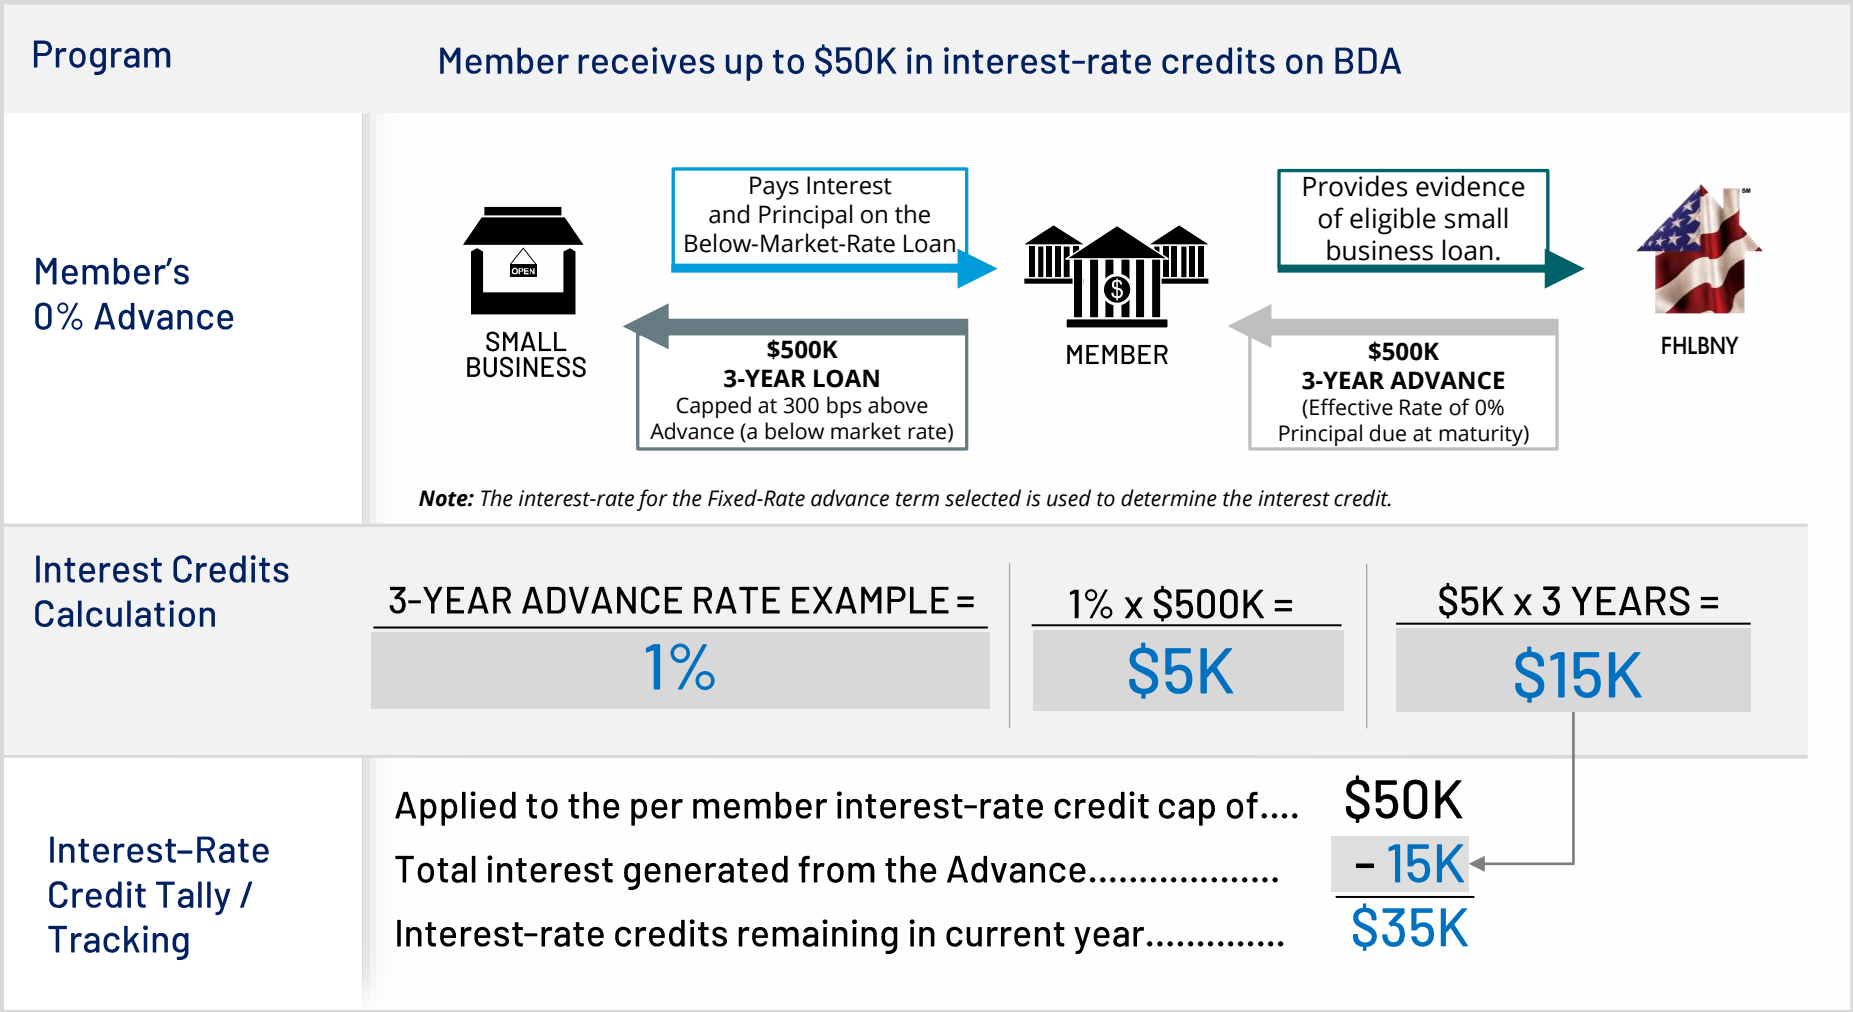 Program
Member receives up to $50K in interest-rate credits on BDA
Member’s
0% Advance
Pays Interest
and Principal on the
Below-Market-Rate Loan
Provides evidence
of eligible small
business loan.
SM
OPEN
$
SMALL
BUSINESS
MEMBER
FHLBNY
$500K
3-YEAR LOAN
Capped at 300 bps above
Advance (a below market rate)
$500K
3-YEAR ADVANCE
(Effective Rate of 0%
Principal due at maturity)
Note: The interest-rate for the Fixed-Rate advance term selected is used to determine the interest credit.
Interest Credits
Calculation
3-YEAR ADVANCE RATE EXAMPLE =
1%
1% x $500K =
$5K
$5K x 3 YEARS =
$15K
Interest–Rate
Credit Tally /
Tracking
Applied to the per member interest-rate credit cap of.... $50K
Total interest generated from the Advance................... - 15K
Interest-rate credits remaining in current year.............. $35K